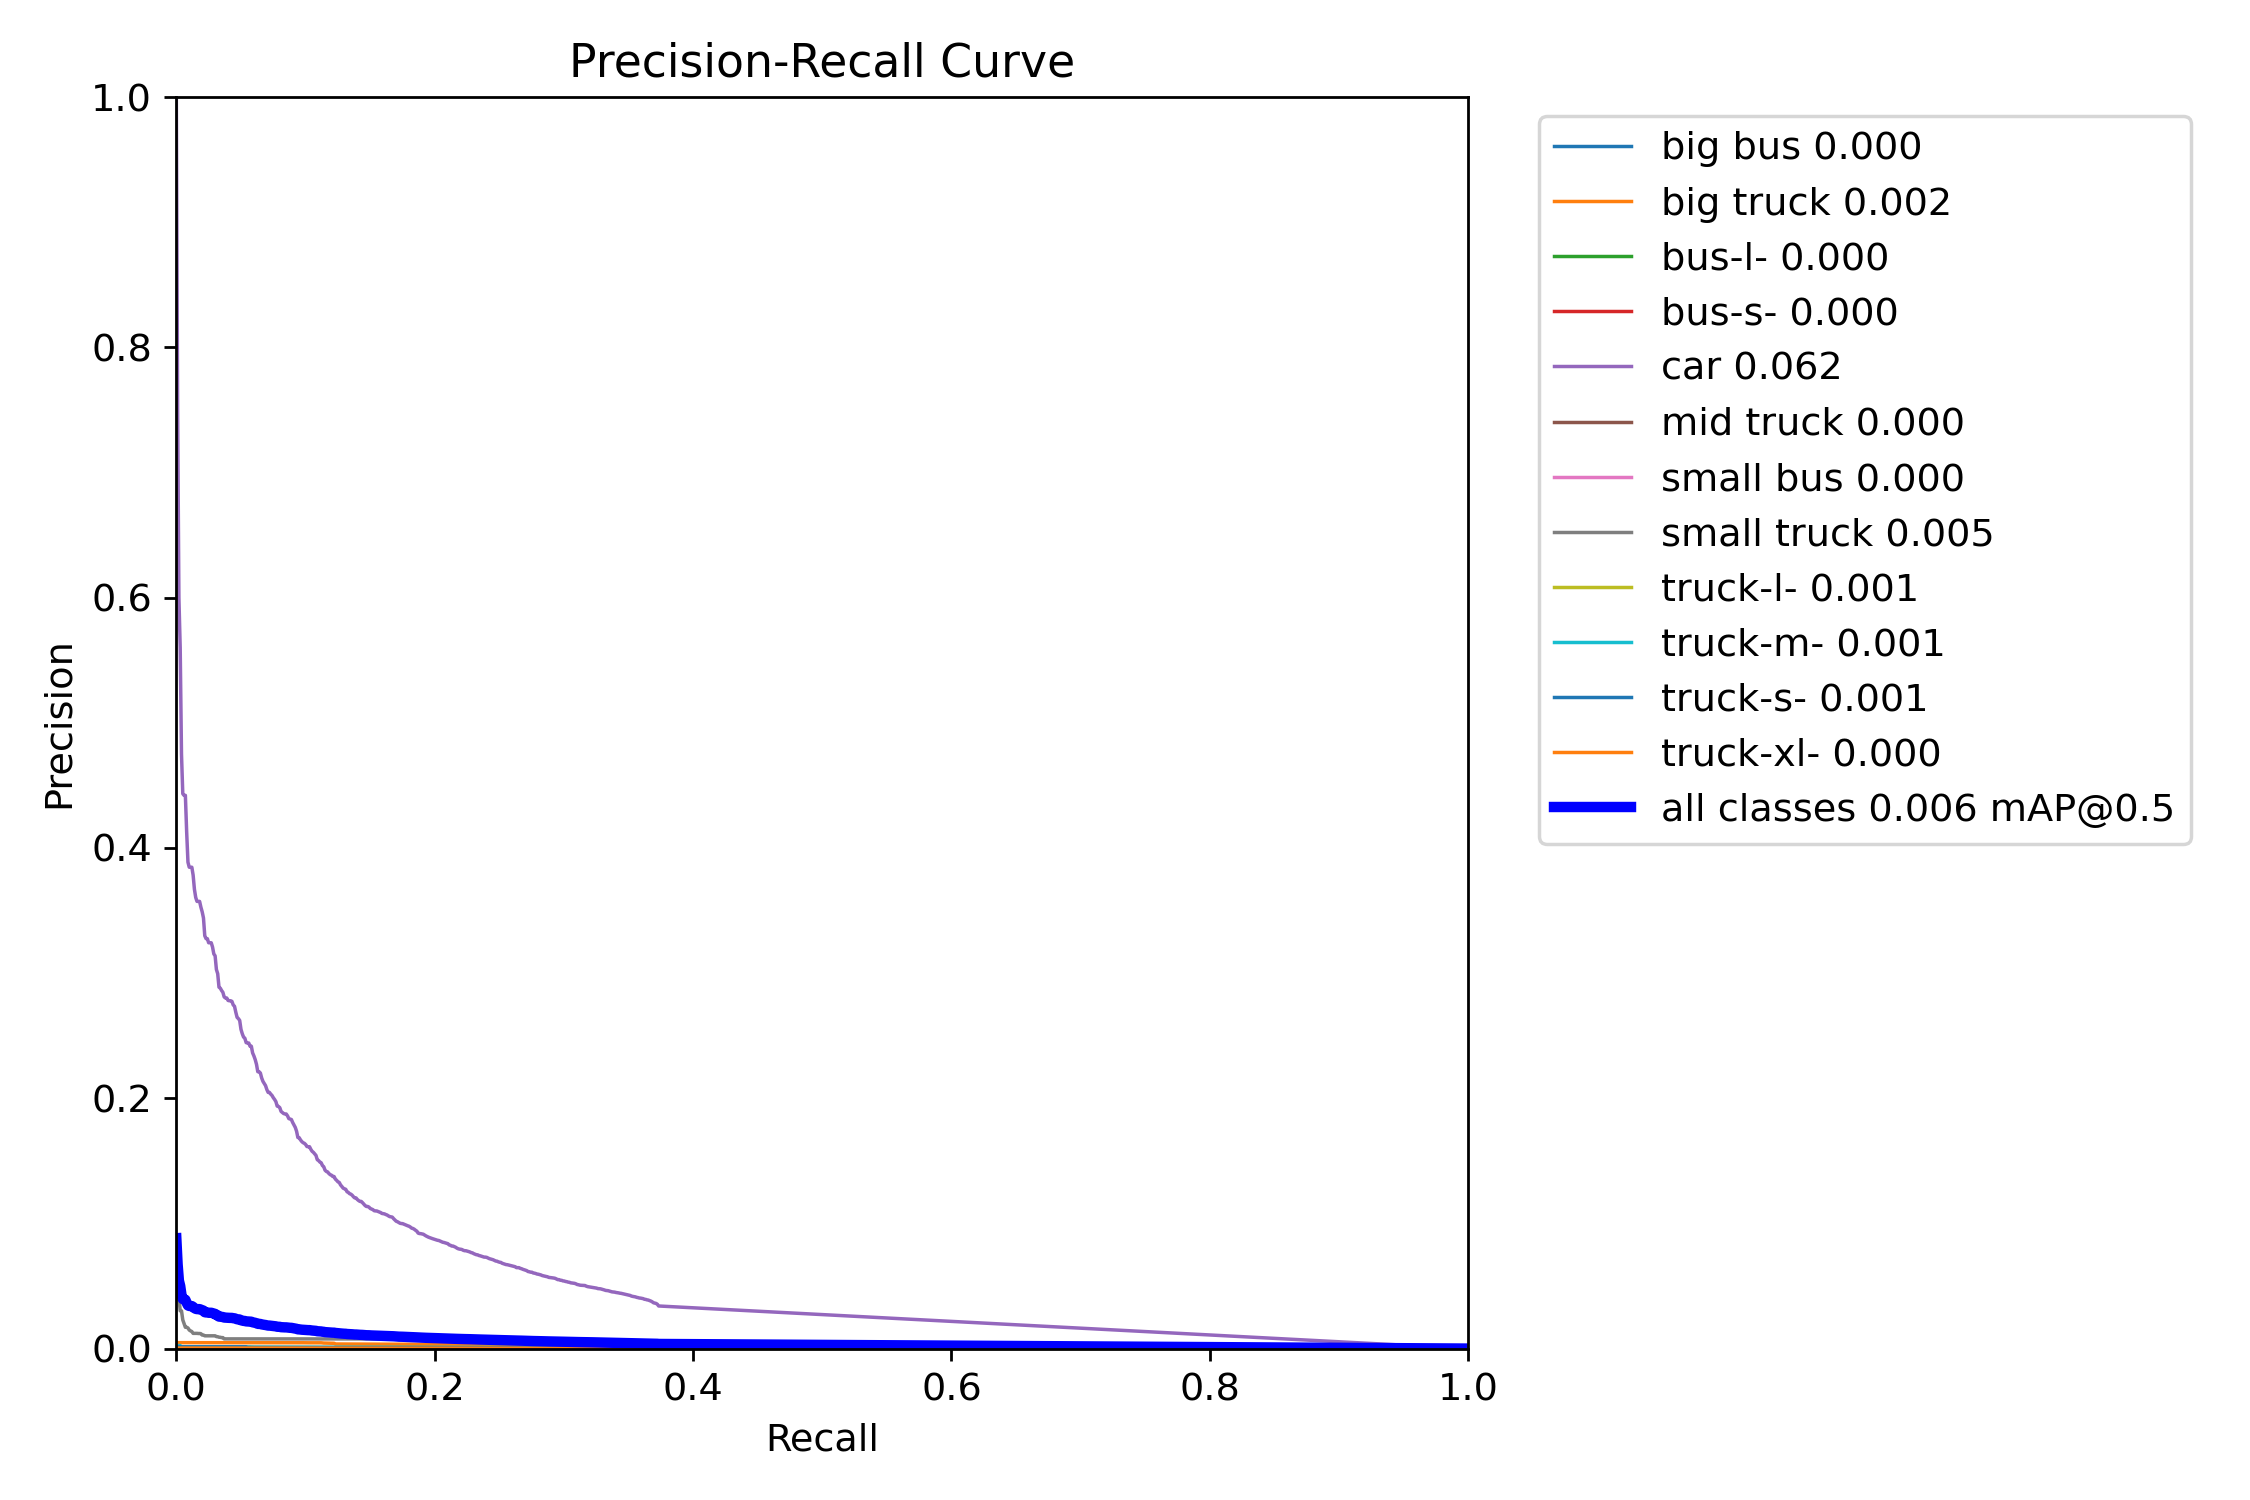 Precision-Recall Curve
1.0
0.8
0.6
0.4
0.2
0.0
Precision
0.0 0.2 0.4 0.6 0.8 1.0
Recall
big bus 0.000
big truck 0.002
bus-l- 0.000
bus-s- 0.000
car 0.062
mid truck 0.000
small bus 0.000
small truck 0.005
truck-l- 0.001
truck-m- 0.001
truck-s- 0.001
truck-xl- 0.000
all classes 0.006 mAP@0.5